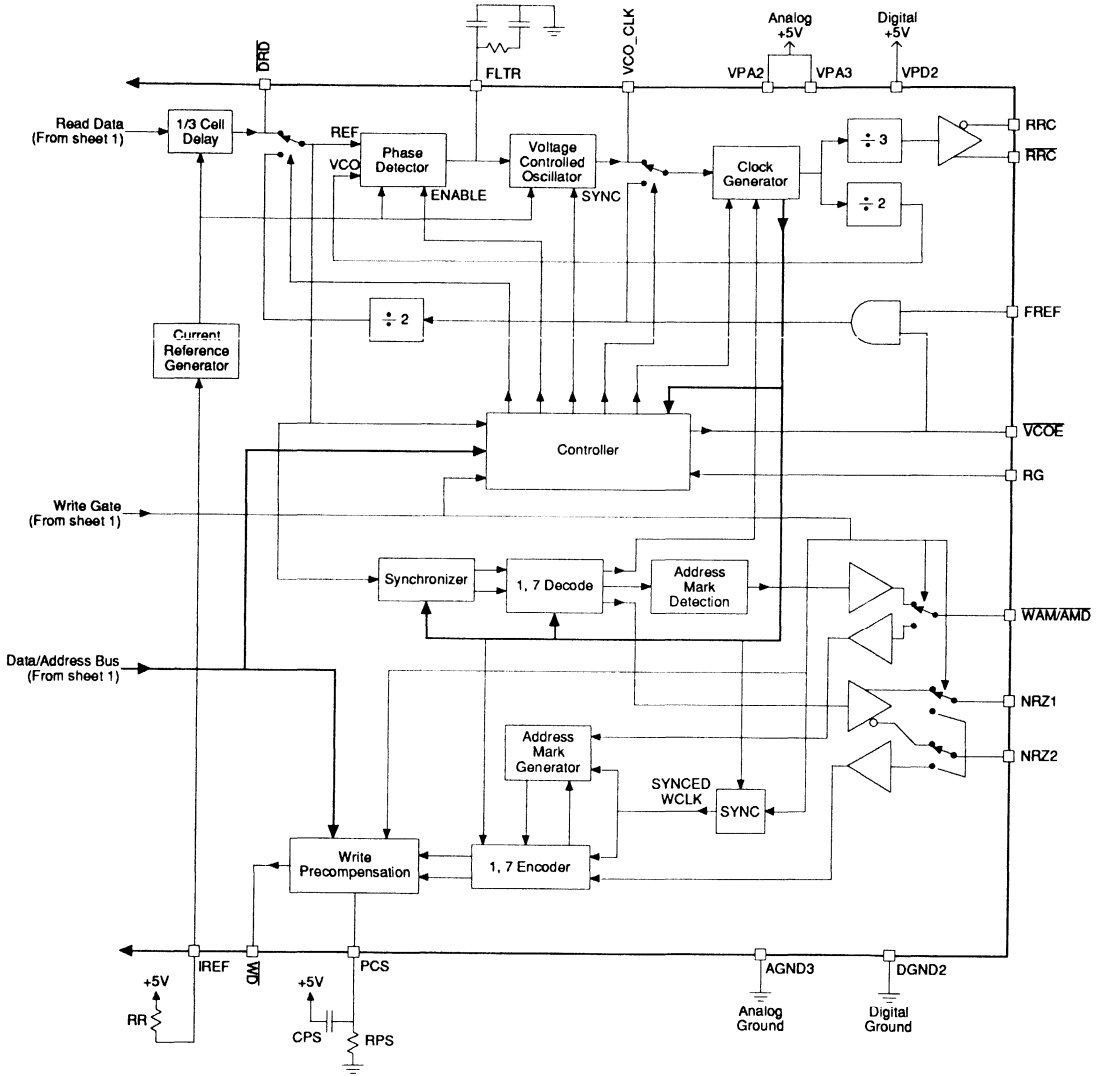 Analog
+5V
Digital
+5V
DRD
FLTR
VCO_CLK
VPA2
VPA3
VPD2
Read Data
(From sheet 1)
1/3 Cell
Delay
REF
VCO
Phase
Detector
ENABLE
Voltage
Controlled
Oscillator
SYNC
Clock
Generator
÷ 3
÷ 2
RRC
RRC
÷ 2
FREF
Current
Reference
Generator
Controller
VCOE
RG
Write Gate
(From sheet 1)
Synchronizer
1, 7 Decode
Address
Mark
Detection
WAM/AMD
Data/Address Bus
(From sheet 1)
NRZ1
NRZ2
Address
Mark
Generator
SYNCED
WCLK
SYNC
Write
Precompensation
1, 7 Encoder
IREF
WD
PCS
AGND3
DGND2
+5V
RR
+5V
CPS
RPS
Analog
Ground
Digital
Ground